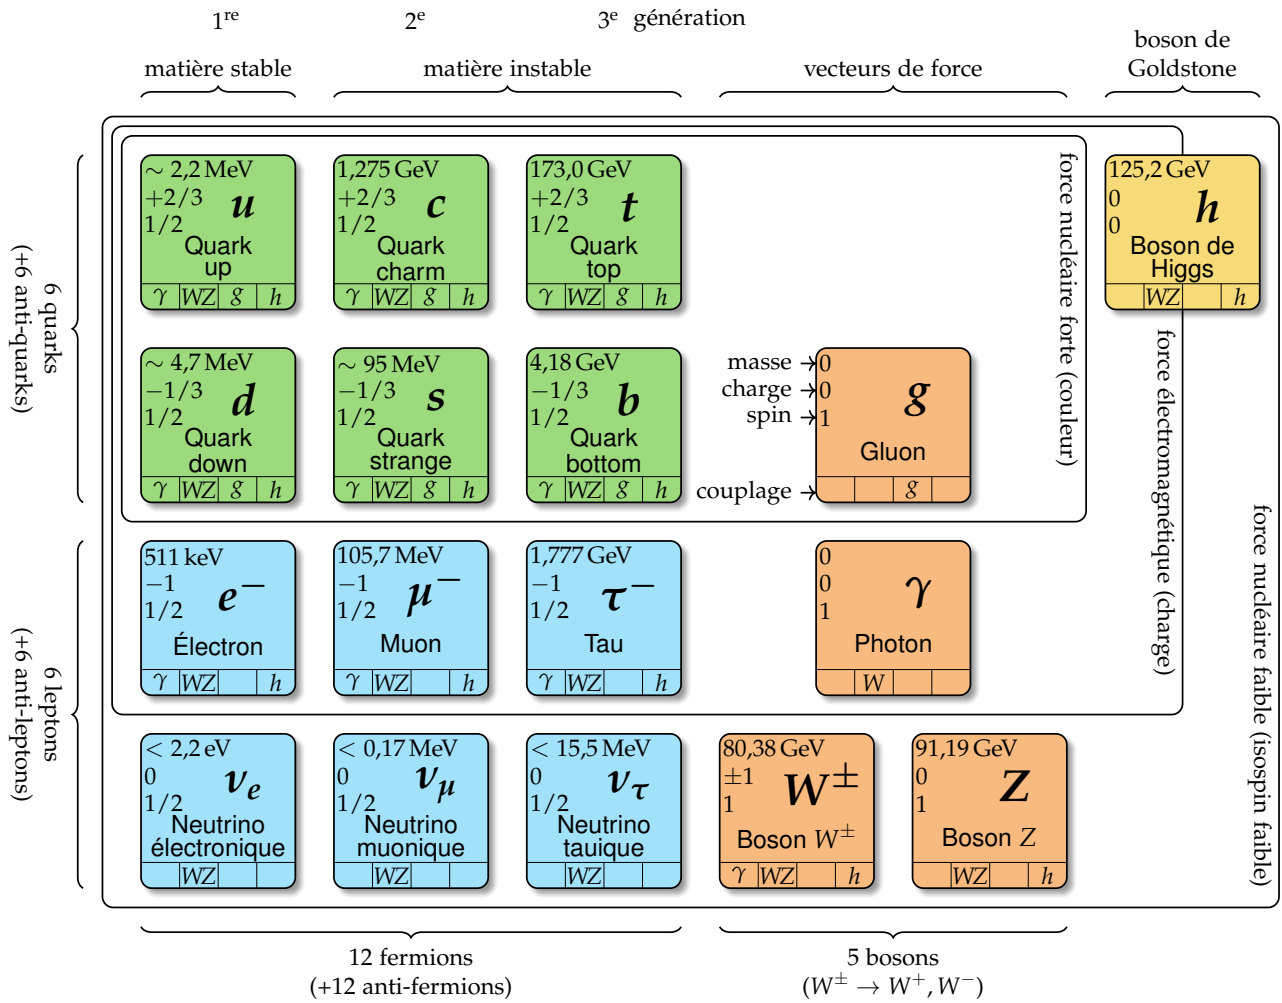 1re 2e 3e génération
matière stable matière instable vecteurs de force boson de
Goldstone
6 quarks
(+6 anti-quarks)
∼ 2,2 MeV
+2/3
1/2
u
Quark
up
γ WZ g h
1,275 GeV
+2/3
1/2
c
Quark
charm
γ WZ g h
173,0 GeV
+2/3
1/2
t
Quark
top
γ WZ g h
force nucléaire forte (couleur)
125,2 GeV
0
0
h
Boson de
Higgs
WZ h
∼ 4,7 MeV
−1/3
1/2
d
Quark
down
γ WZ g h
∼ 95 MeV
−1/3
1/2
s
Quark
strange
γ WZ g h
4,18 GeV
−1/3
1/2
b
Quark
bottom
γ WZ g h
masse
charge
spin
couplage
0
0
1
g
Gluon
g
force électromagnétique (charge)
force nucléaire faible (isospin faible)
6 leptons
(+6 anti-leptons)
511 keV
−1
1/2
e−
Électron
γ WZ h
105,7 MeV
−1
1/2
μ−
Muon
γ WZ h
1,777 GeV
−1
1/2
τ−
Tau
γ WZ h
0
0
1
γ
Photon
W
< 2,2 eV
0
1/2
νe
Neutrino
électronique
WZ
< 0,17 MeV
0
1/2
νμ
Neutrino
muonique
WZ
< 15,5 MeV
0
1/2
ντ
Neutrino
tauique
WZ
80,38 GeV
±1
1
W±
Boson W±
γ WZ h
91,19 GeV
0
1
Z
Boson Z
WZ h
12 fermions
(+12 anti-fermions)
5 bosons
(W± → W+, W−)